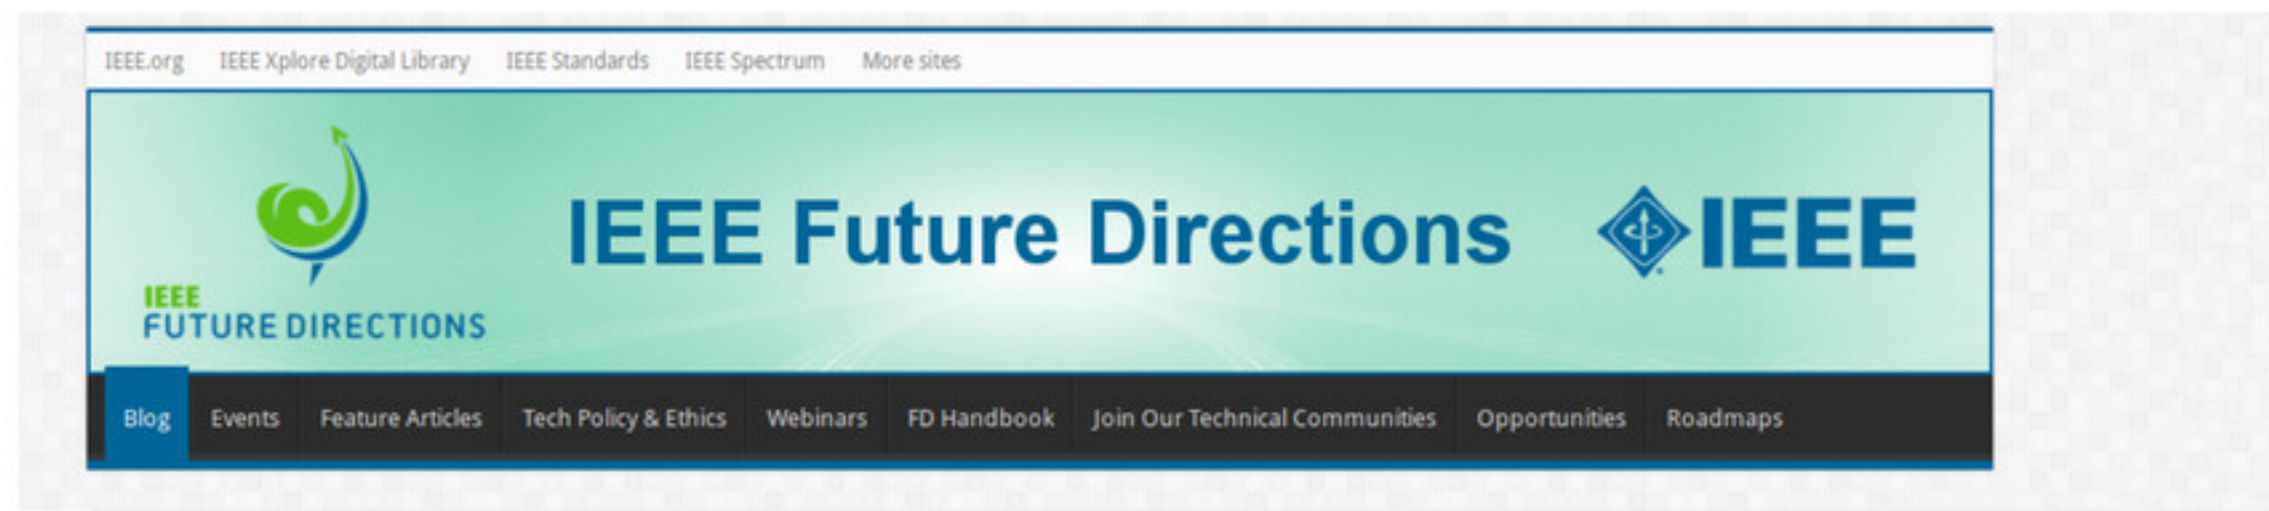 IEEE.org IEEE Xplore Digital Library IEEE Standards IEEE Spectrum More sites
IEEE Future Directions
IEEE
IEEE
FUTURE DIRECTIONS
Blog Events Feature Articles Tech Policy & Ethics Webinars FD Handbook Join Our Technical Communities Opportunities Roadmaps